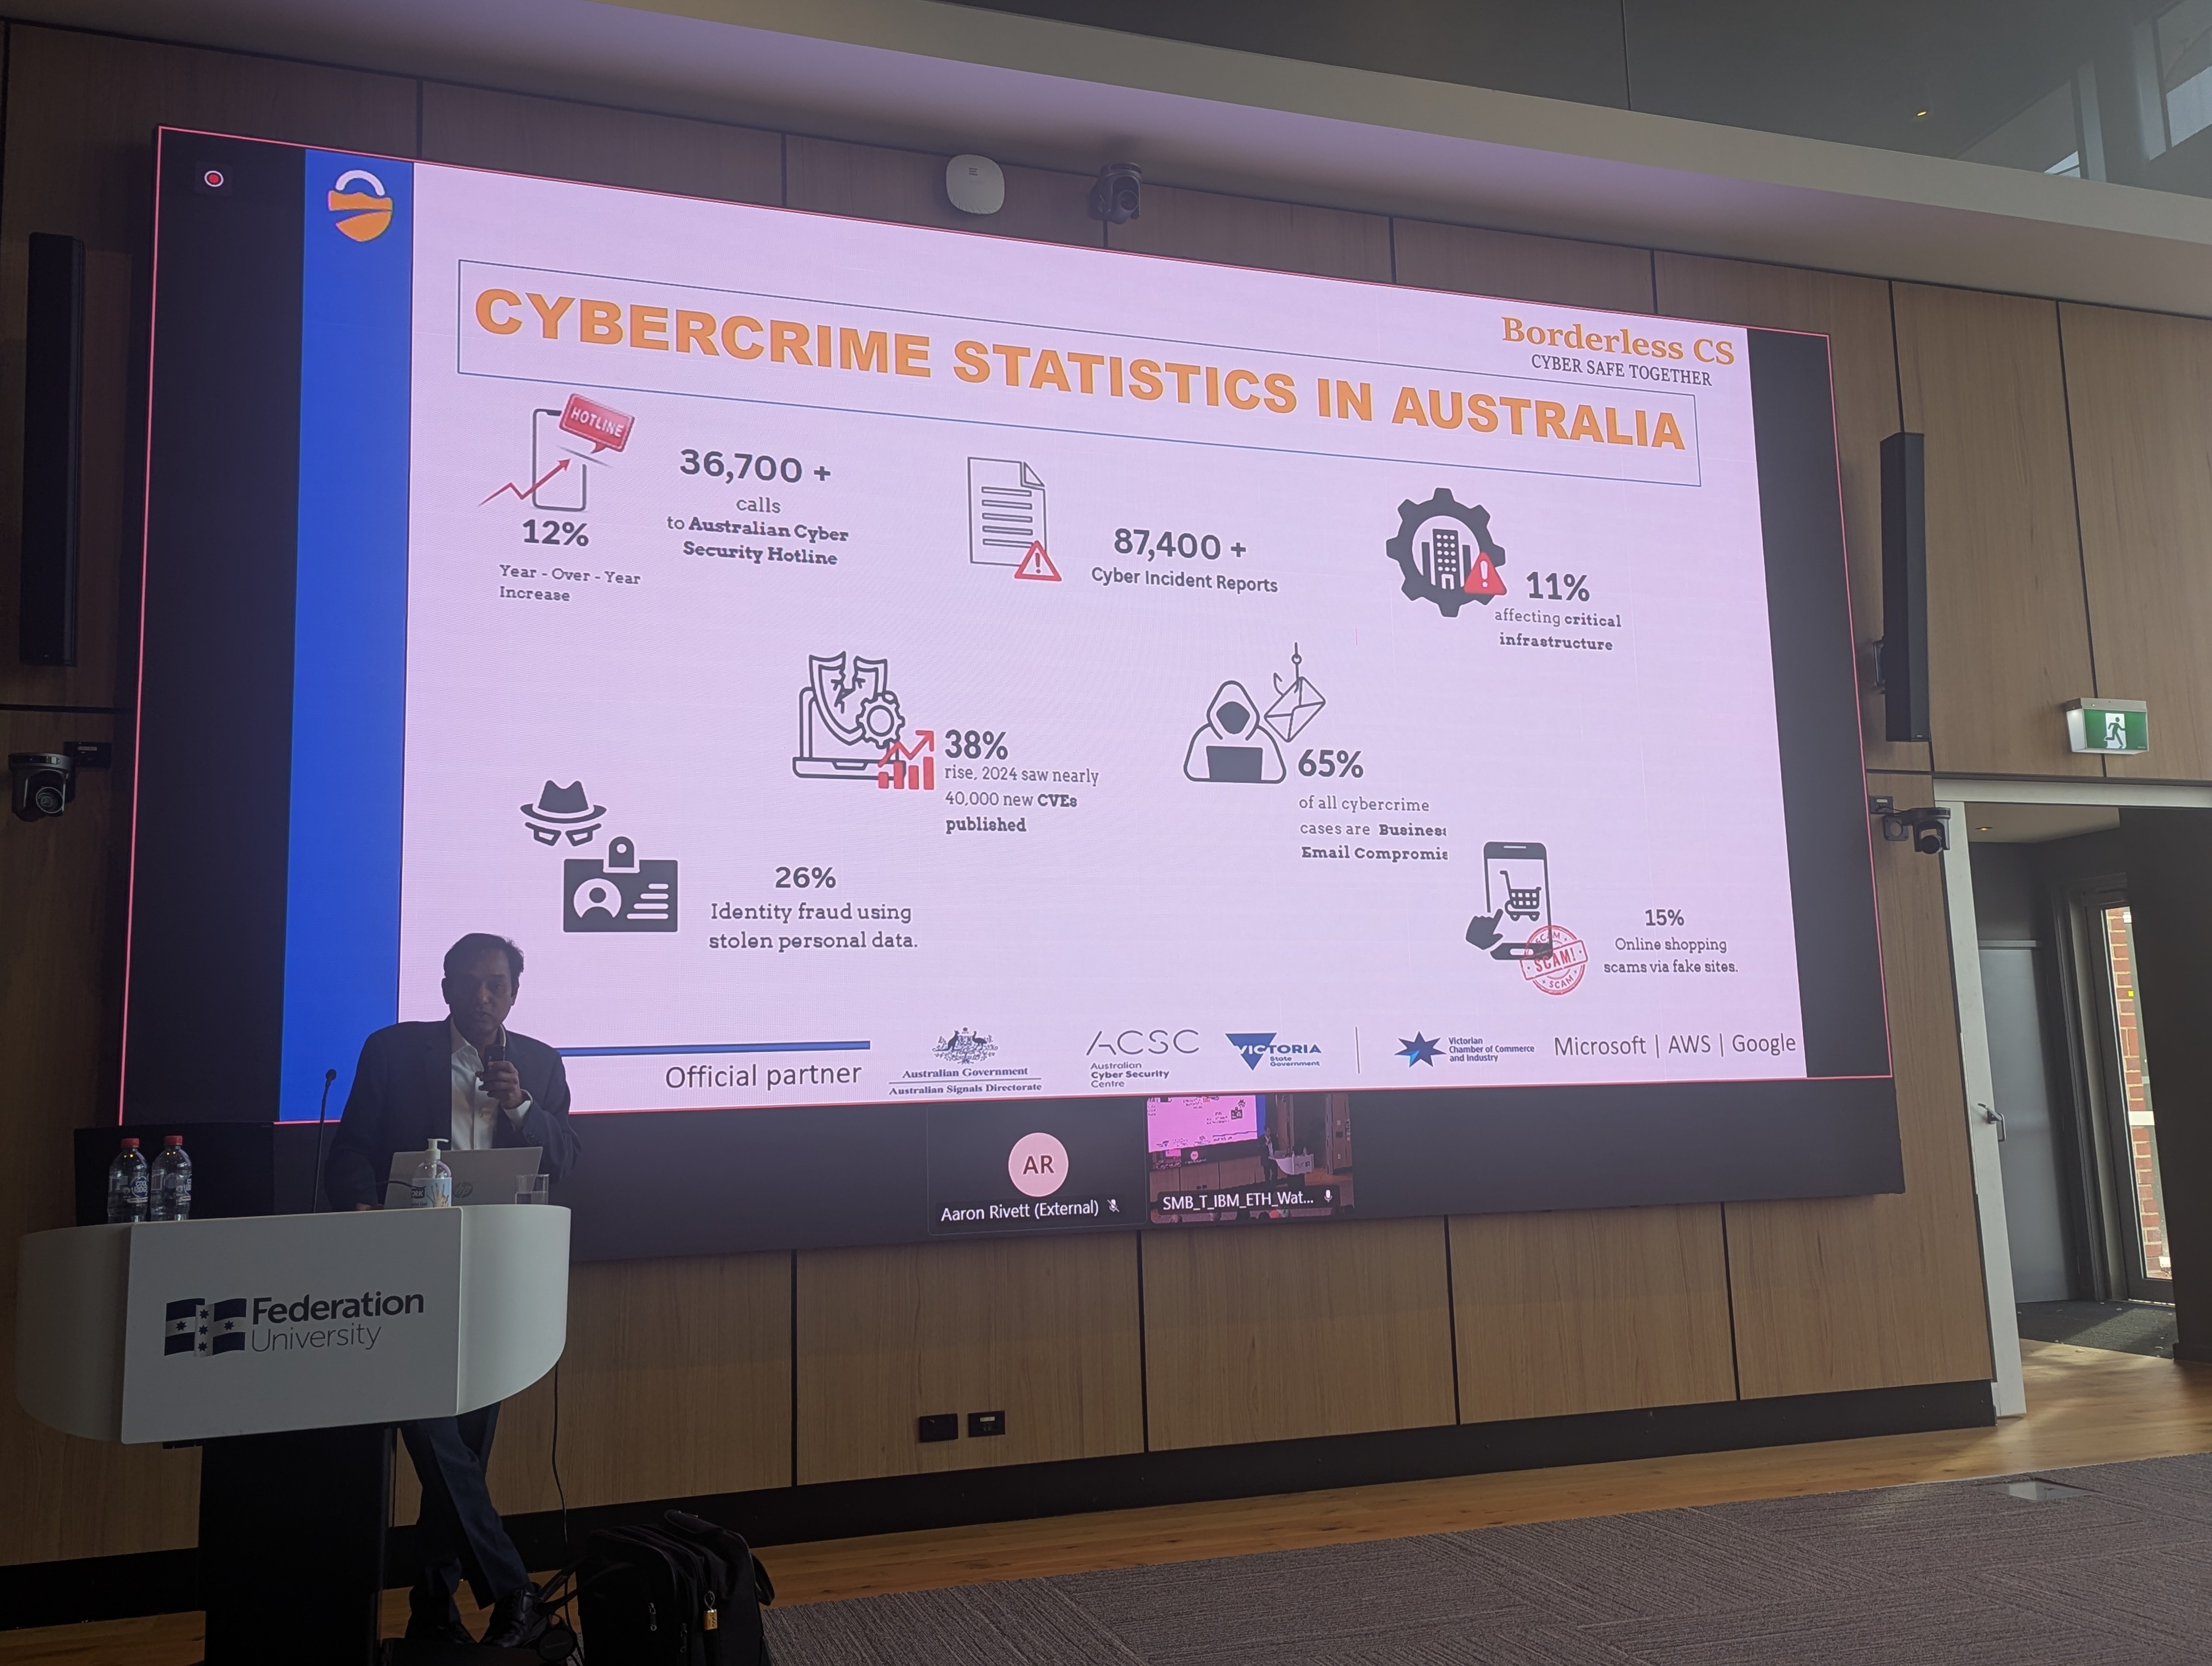 Borderless CS
CYBER SAFE TOGETHER
CYBERCRIME STATISTICS IN AUSTRALIA
HOTLINE
12%
Year - Over - Year
Increase
36,700 +
calls
to Australian Cyber
Security Hotline
87,400 +
Cyber Incident Reports
11%
affecting critical
infrastructure
38%
rise, 2024 saw nearly
40,000 new CVEs
published
65%
of all cybercrime
cases are Business
Email Compromis
26%
Identity fraud using
stolen personal data.
SCAM
SCAM!
SCAM
15%
Online shopping
scams via fake sites.
Official partner
Australian Government
Australian Signals Directorate
ACSC
Australian
Cyber Security
Centre
VICTORIA
State
Government
Victorian
Chamber of Commerce
and Industry
Microsoft | AWS | Google
AR
Aaron Rivett (External)
SMB_T_IBM_ETH_Wat...
Federation
University